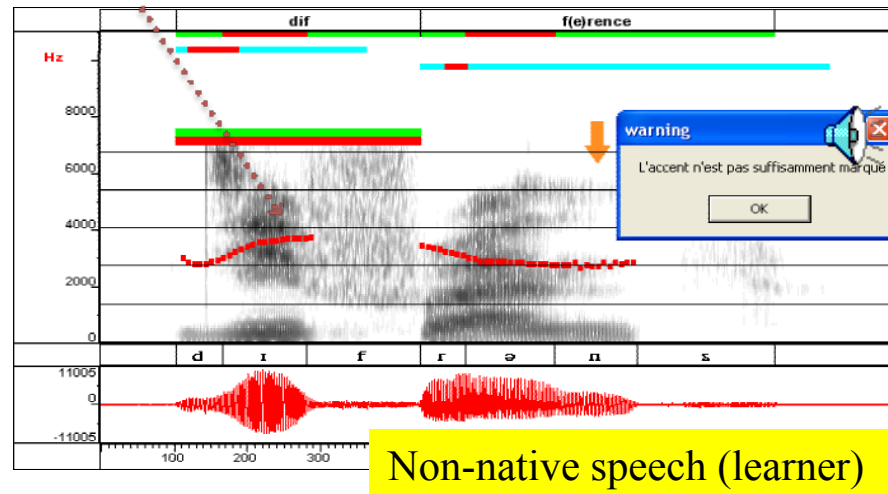 dif f(e)rence
Hz
8000
6000
4000
2000
0
warning
L'accent n'est pas suffisamment marqué
OK
d ɪ f r ə n s
11005
0
-11005
100 200 300
Non-native speech (learner)